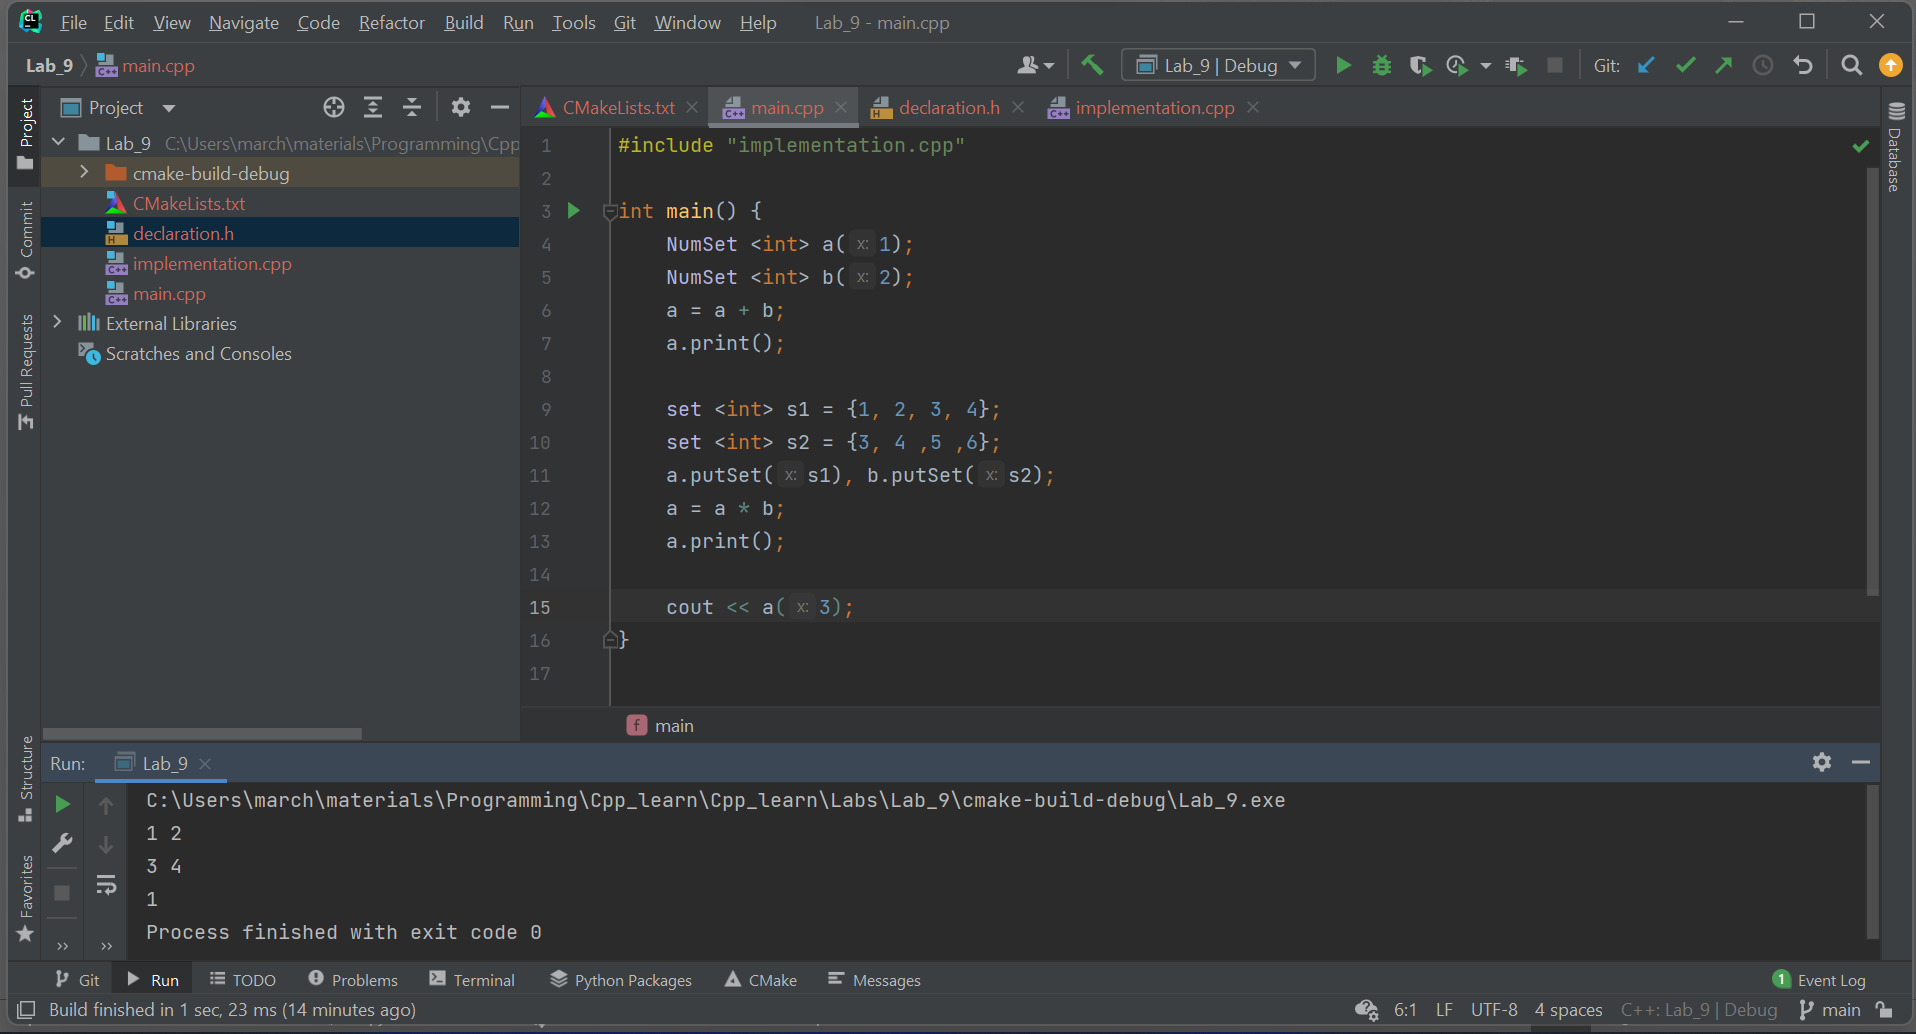 File Edit View Navigate Code Refactor Build Run Tools Git Window Help Lab_9 - main.cpp
Lab_9 main.cpp Lab_9 | Debug Git:
Project
CMakeLists.txt main.cpp declaration.h implementation.cpp
Lab_9 C:\Users\march\materials\Programming\Cpp
cmake-build-debug
CMakeLists.txt
declaration.h
implementation.cpp
main.cpp
External Libraries
Scratches and Consoles
Project
Commit
Pull Requests
Structure
Favorites
Database
1 #include "implementation.cpp"
2
3 int main() {
4 NumSet <int> a( x: 1);
5 NumSet <int> b( x: 2);
6 a = a + b;
7 a.print();
8
9 set <int> s1 = {1, 2, 3, 4};
10 set <int> s2 = {3, 4 ,5 ,6};
11 a.putSet( x: s1), b.putSet( x: s2);
12 a = a * b;
13 a.print();
14
15 cout << a( x: 3);
16 }
17
f main
Run: Lab_9
C:\Users\march\materials\Programming\Cpp_learn\Cpp_learn\Labs\Lab_9\cmake-build-debug\Lab_9.exe
1 2
3 4
1
Process finished with exit code 0
Git Run TODO Problems Terminal Python Packages CMake Messages 1 Event Log
Build finished in 1 sec, 23 ms (14 minutes ago) 6:1 LF UTF-8 4 spaces C++: Lab_9 | Debug main